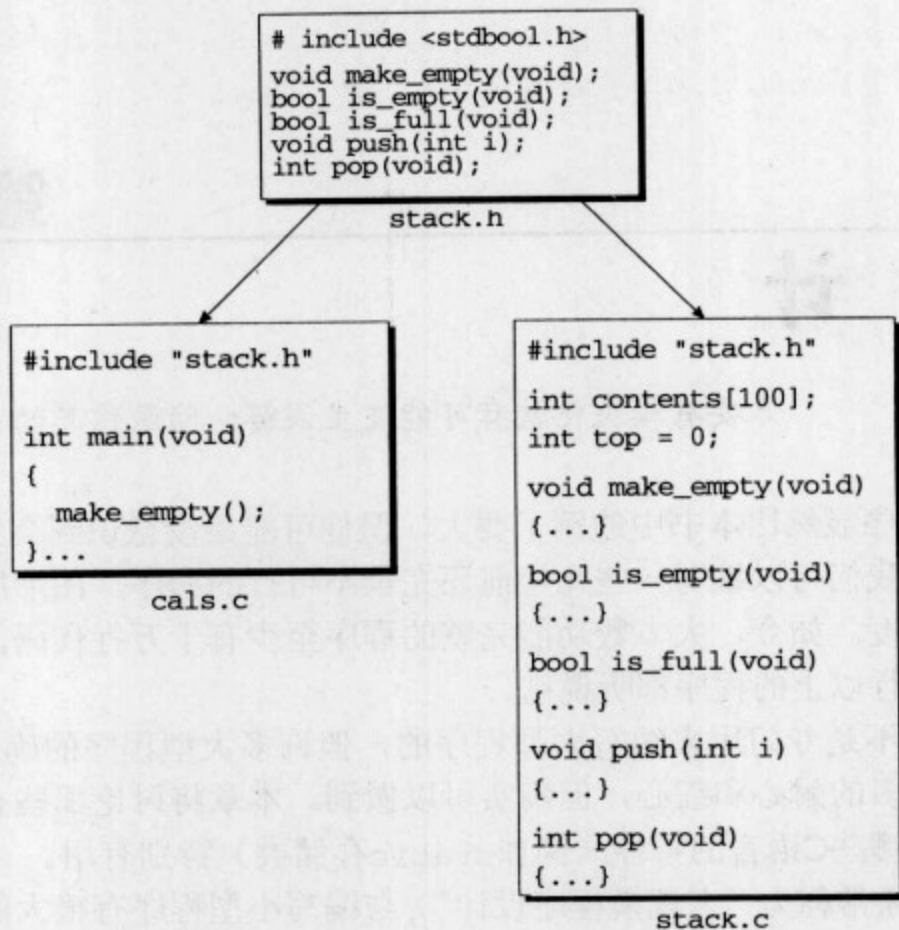 # include <stdbool.h>
void make_empty(void);
bool is_empty(void);
bool is_full(void);
void push(int i);
int pop(void);
stack.h
#include "stack.h"
int main(void)
{
make_empty();
}...
cals.c
#include "stack.h"
int contents[100];
int top = 0;
void make_empty(void)
{...}
bool is_empty(void)
{...}
bool is_full(void)
{...}
void push(int i)
{...}
int pop(void)
{...}
stack.c